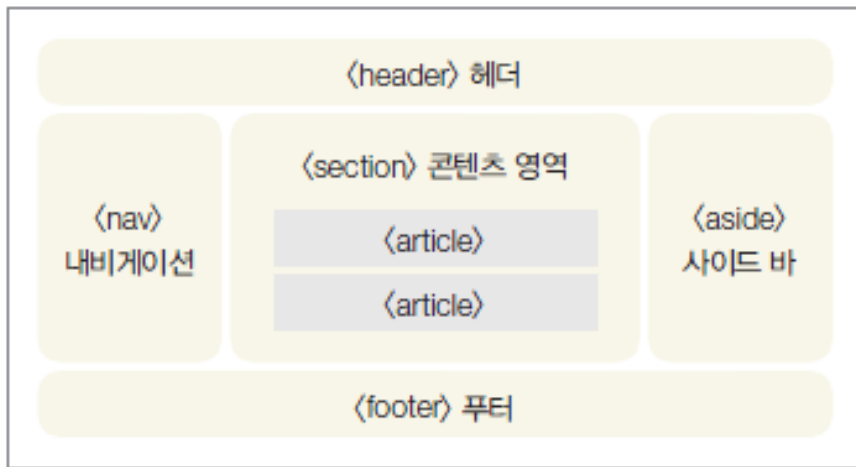 〈header〉 헤더
〈nav〉
내비게이션
〈section〉 콘텐츠 영역
〈article〉
〈article〉
〈aside〉
사이드 바
〈footer〉 푸터